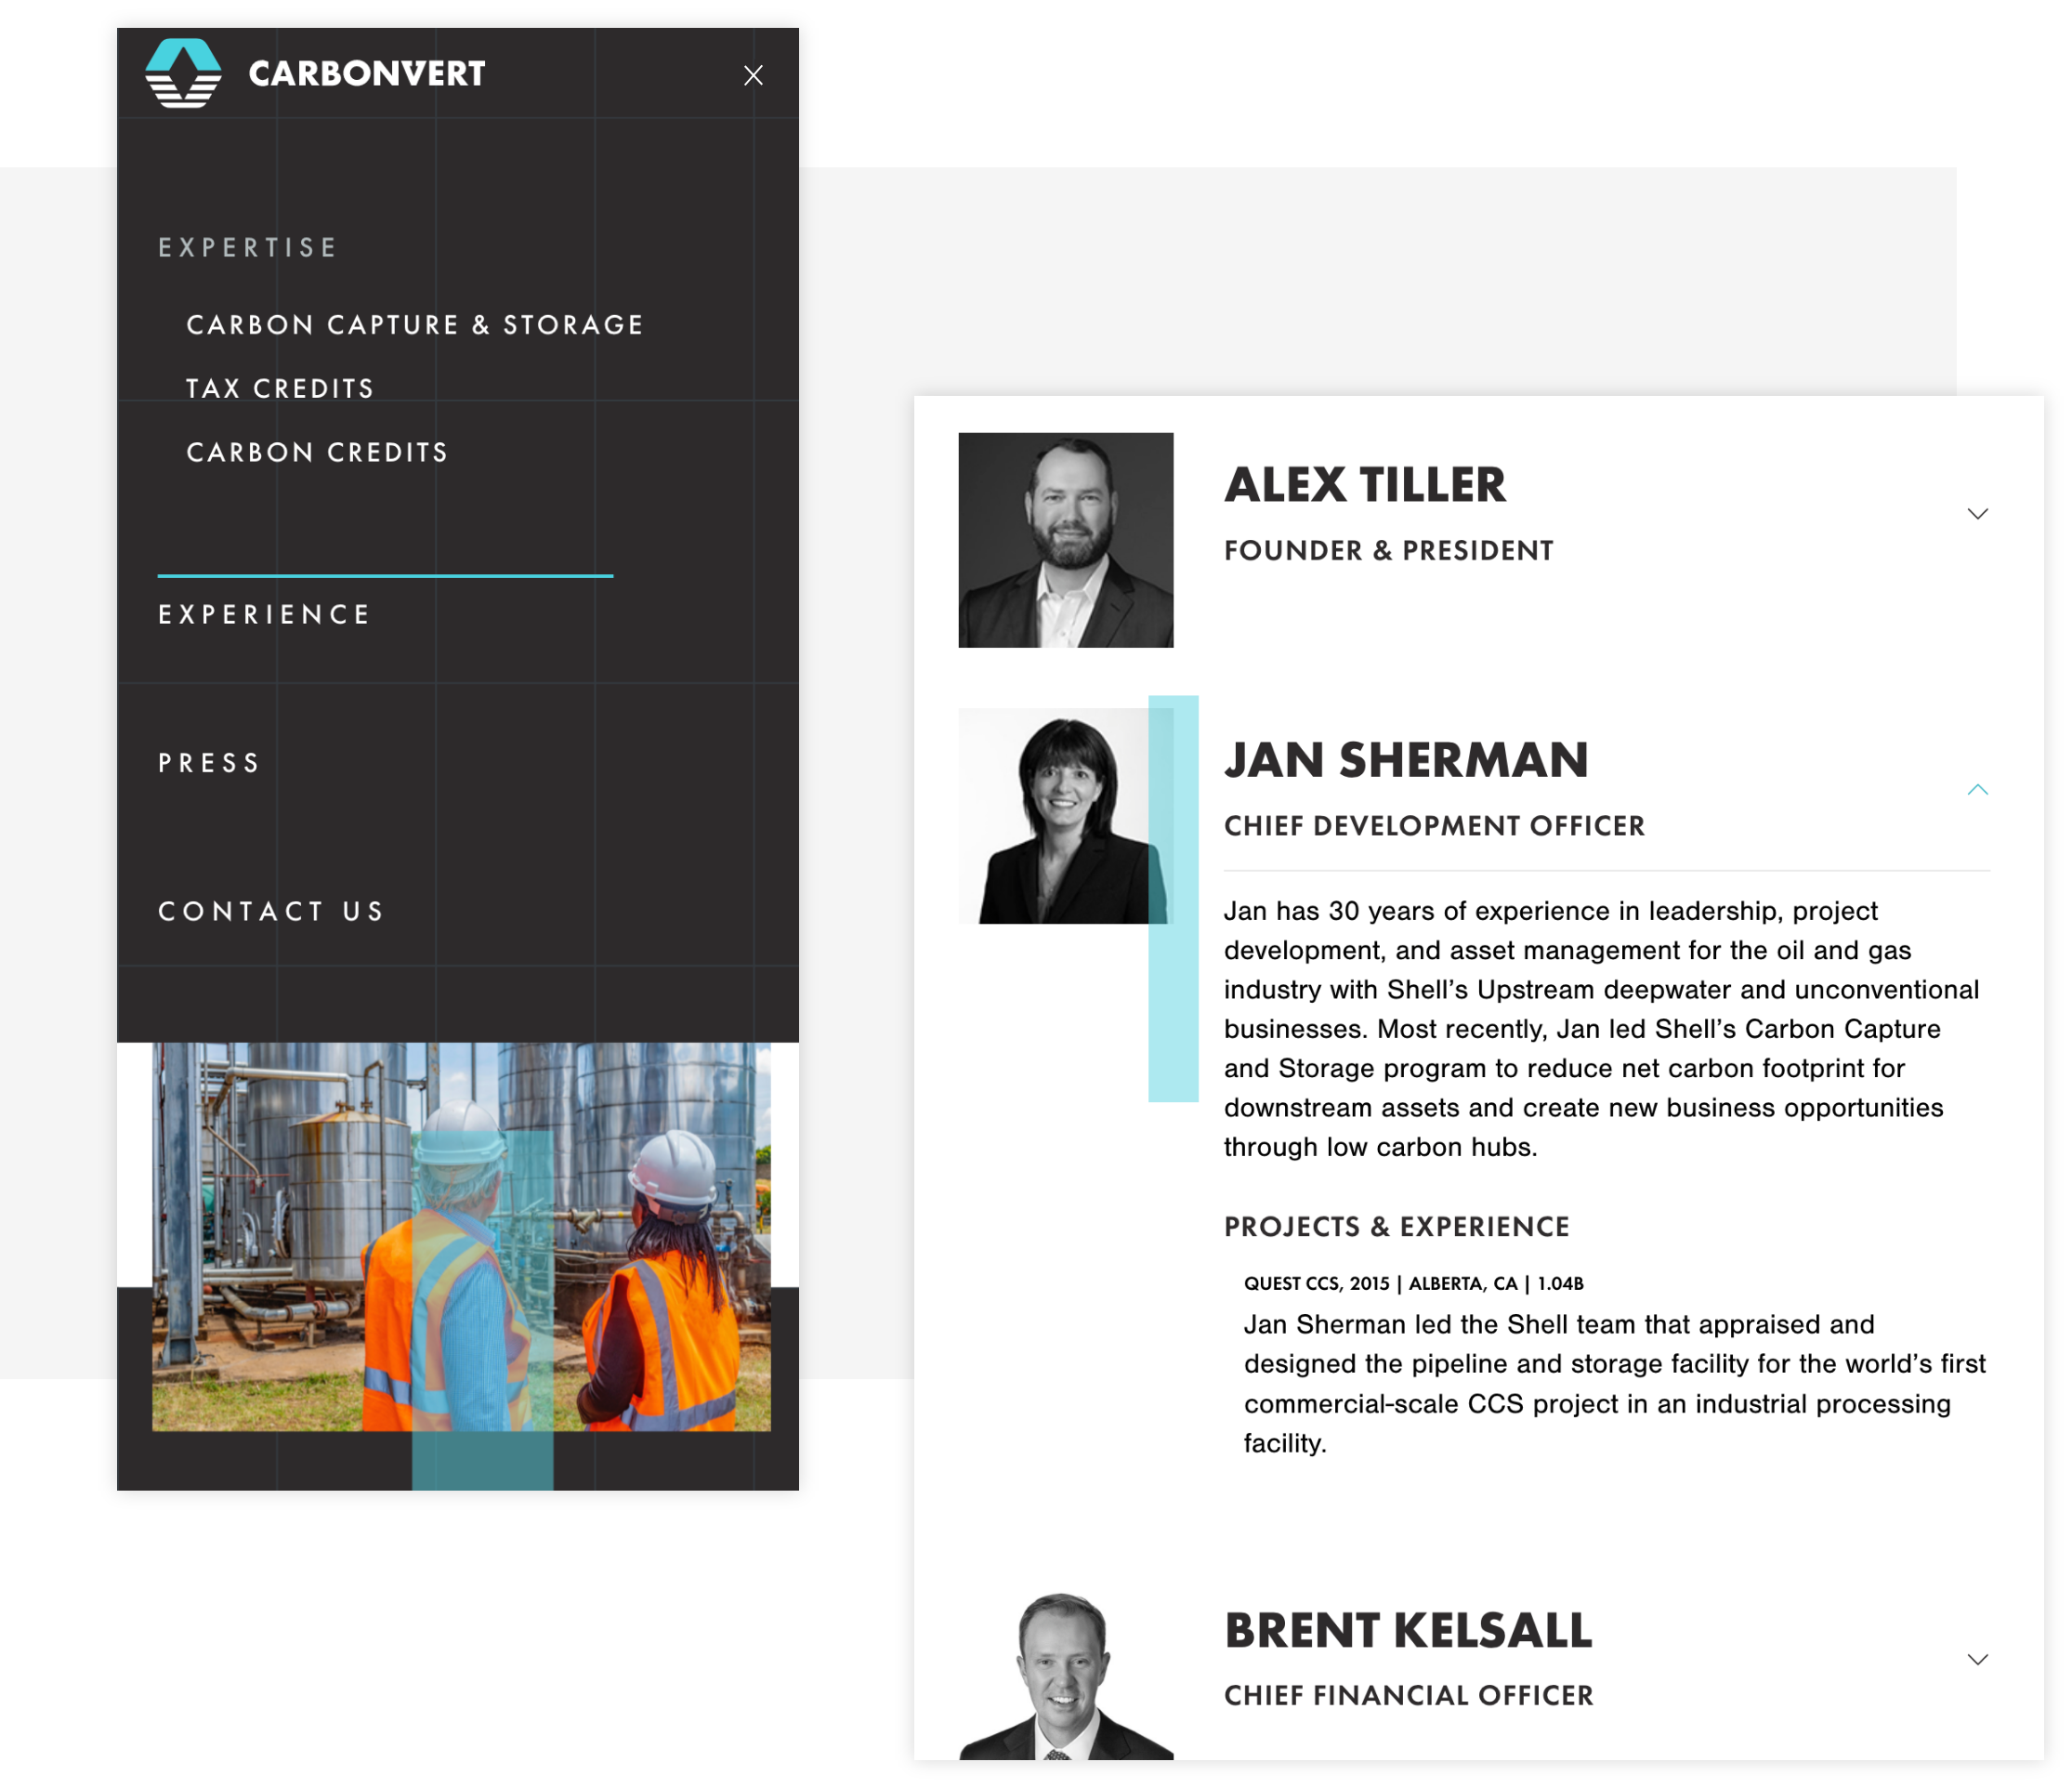 CARBONVERT
EXPERTISE
CARBON CAPTURE & STORAGE
TAX CREDITS
CARBON CREDITS
EXPERIENCE
PRESS
CONTACT US
ALEX TILLER
FOUNDER & PRESIDENT
JAN SHERMAN
CHIEF DEVELOPMENT OFFICER
Jan has 30 years of experience in leadership, project
development, and asset management for the oil and gas
industry with Shell’s Upstream deepwater and unconventional
businesses. Most recently, Jan led Shell’s Carbon Capture
and Storage program to reduce net carbon footprint for
downstream assets and create new business opportunities
through low carbon hubs.
PROJECTS & EXPERIENCE
QUEST CCS, 2015 | ALBERTA, CA | 1.04B
Jan Sherman led the Shell team that appraised and
designed the pipeline and storage facility for the world’s first
commercial-scale CCS project in an industrial processing
facility.
BRENT KELSALL
CHIEF FINANCIAL OFFICER